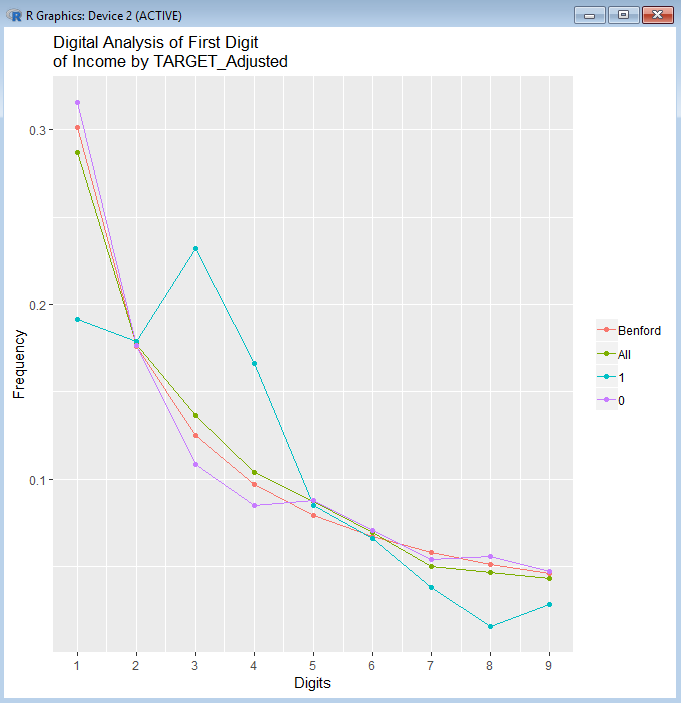 R Graphics: Device 2 (ACTIVE)
Digital Analysis of First Digit
of Income by TARGET_Adjusted
0.3
0.2
0.1
Frequency
1 2 3 4 5 6 7 8 9
Digits
Benford
All
1
0